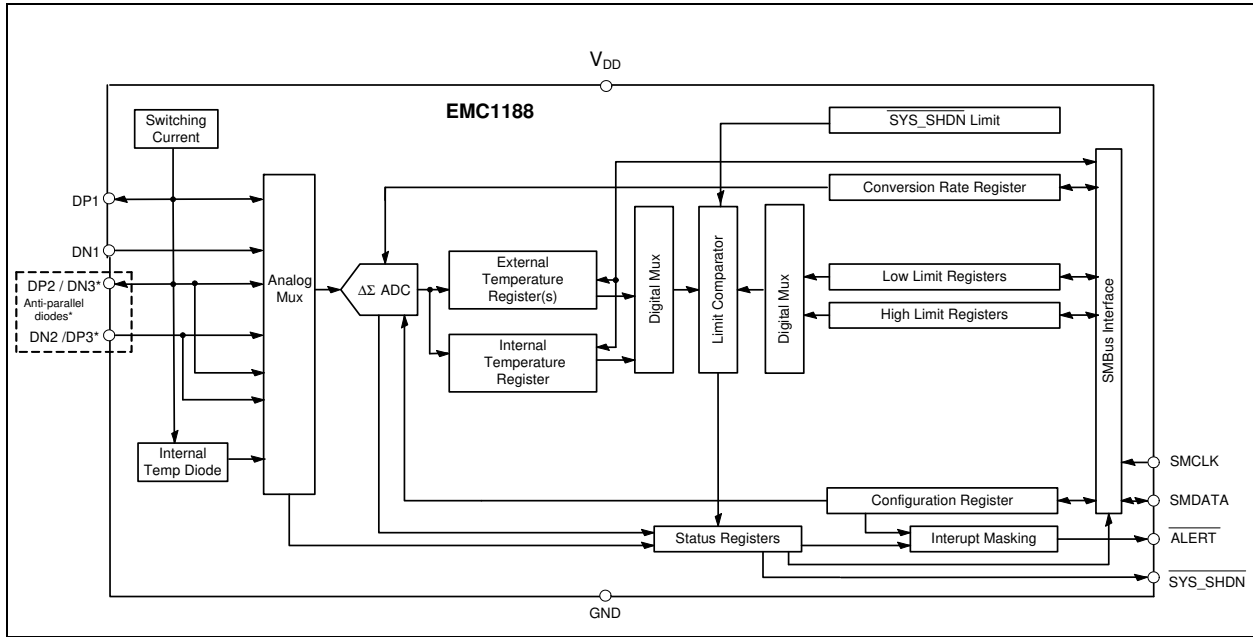 V_DD
EMC1188
Switching
Current
SYS_SHDN Limit
Conversion Rate Register
DP1
DN1
DP2 / DN3*
Anti-parallel
diodes*
DN2 /DP3*
Analog
Mux
ΔΣ ADC
External
Temperature
Register(s)
Internal
Temperature
Register
Digital Mux
Limit Comparator
Digital Mux
Low Limit Registers
High Limit Registers
SMBus Interface
Internal
Temp Diode
Configuration Register
Status Registers
Interupt Masking
SMCLK
SMDATA
ALERT
SYS_SHDN
GND